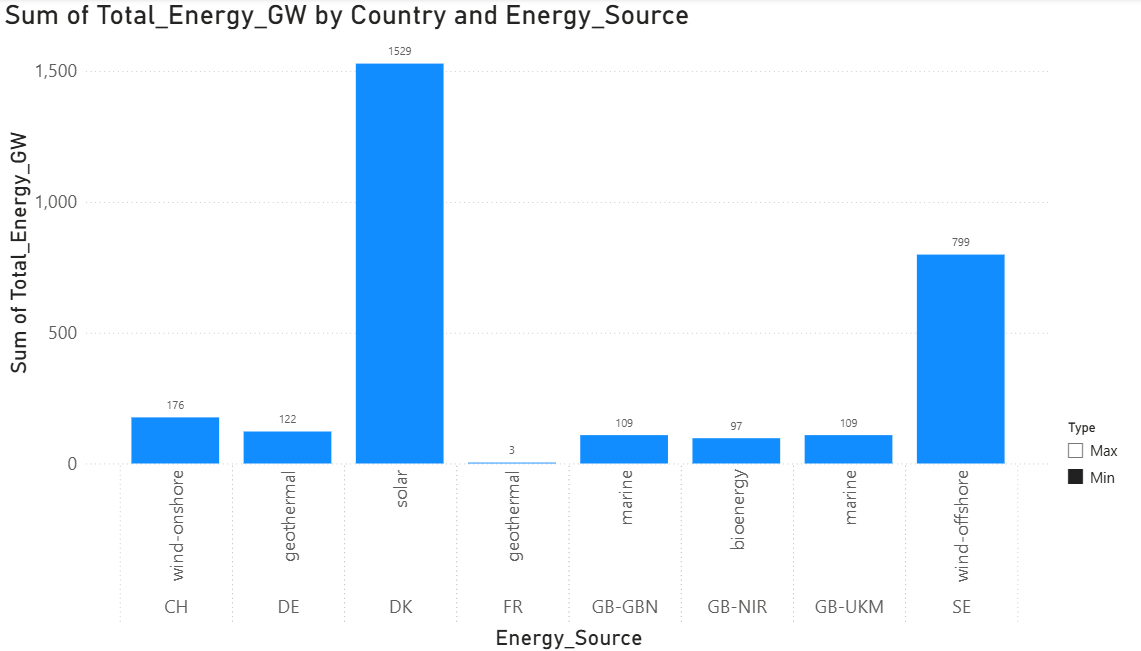 Sum of Total_Energy_GW by Country and Energy_Source
Sum of Total_Energy_GW
1,500
1,000
500
0
1529
799
176
122
3
109
97
109
wind-onshore
geothermal
solar
geothermal
marine
bioenergy
marine
wind-offshore
CH
DE
DK
FR
GB-GBN
GB-NIR
GB-UKM
SE
Energy_Source
Type
Max
Min